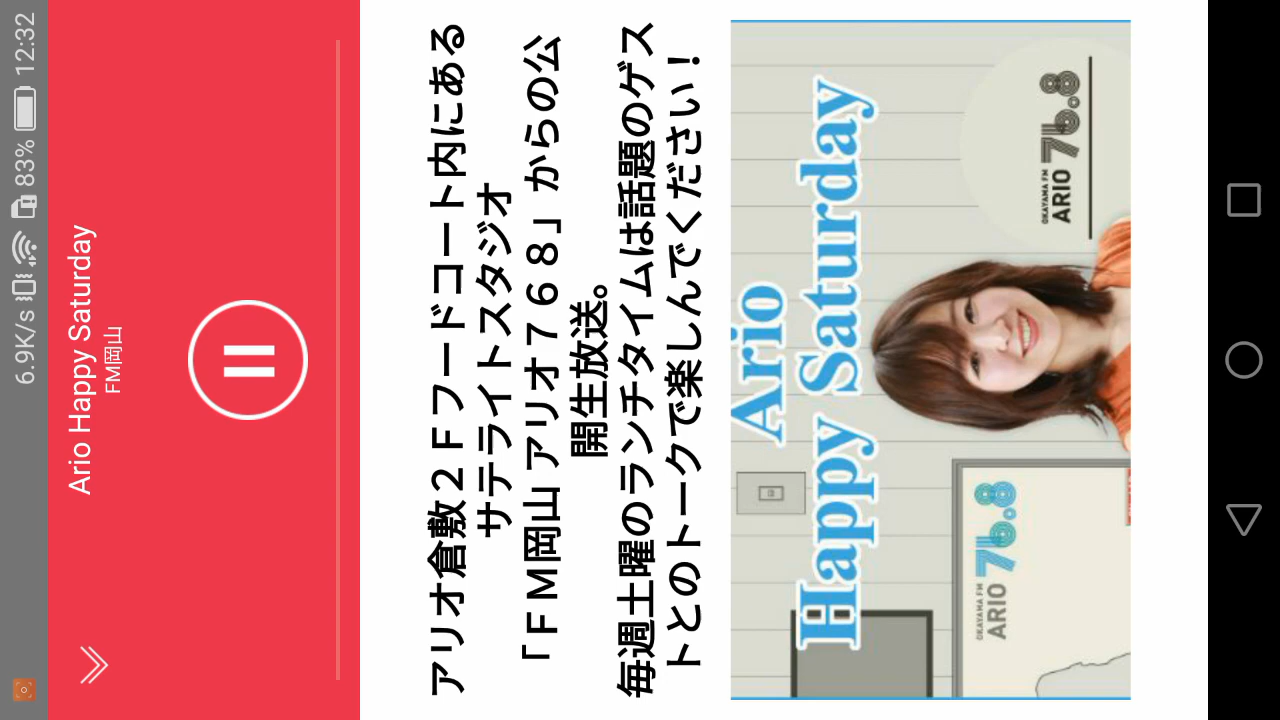 6.9K/s 83% 12:32
Ario Happy Saturday
FM岡山
アリオ倉敷２Ｆフードコート内にある
サテライトスタジオ
「ＦＭ岡山 アリオ７６８」からの公
開生放送。
毎週土曜のランチタイムは話題のゲス
トとのトークで楽しんでください！
Ario
Happy Saturday
OKAYAMA FM
ARIO 76.8
OKAYAMA FM
ARIO 76.8